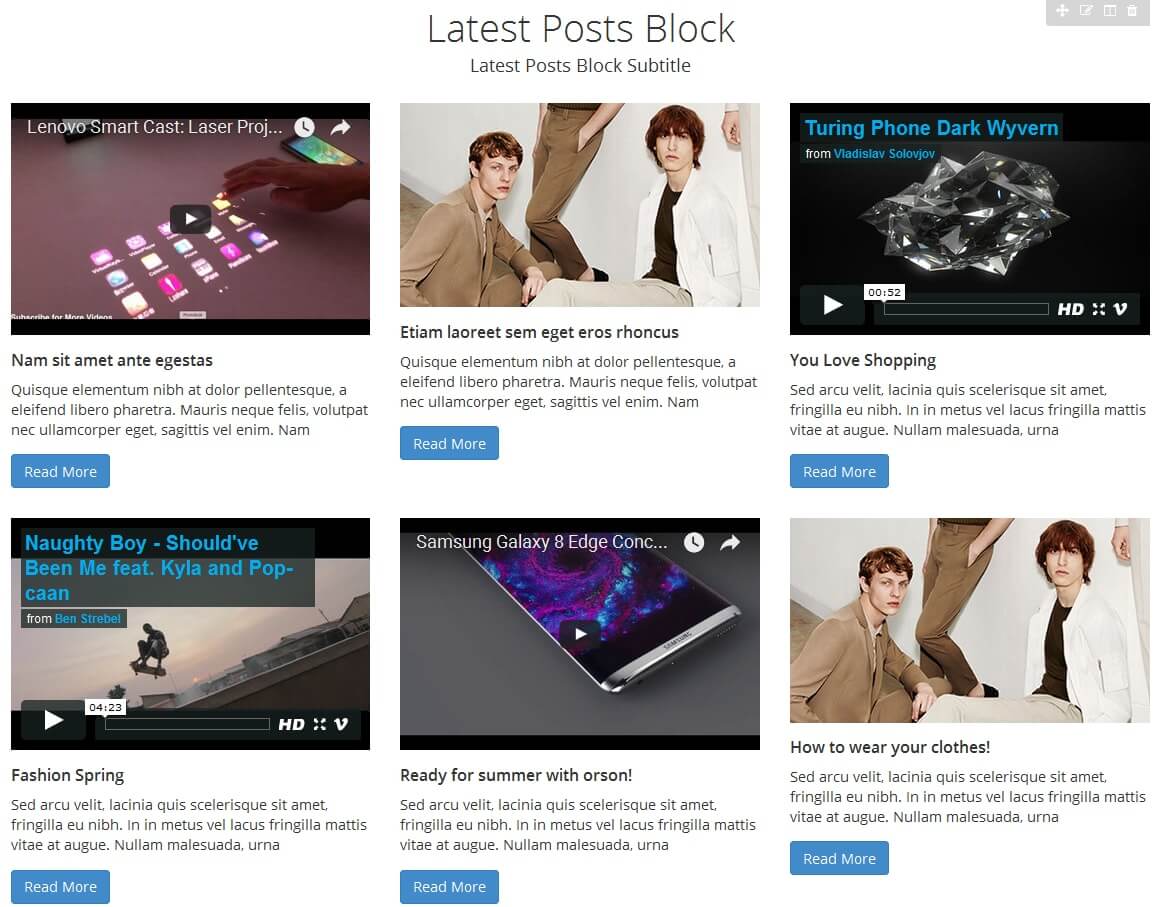 Latest Posts Block
Latest Posts Block Subtitle
Lenovo Smart Cast: Laser Proj...
Subscribe for More Videos
Nam sit amet ante egestas
Quisque elementum nibh at dolor pellentesque, a
eleifend libero pharetra. Mauris neque felis, volutpat
nec ullamcorper eget, sagittis vel enim. Nam
Read More
Etiam laoreet sem eget eros rhoncus
Quisque elementum nibh at dolor pellentesque, a
eleifend libero pharetra. Mauris neque felis, volutpat
nec ullamcorper eget, sagittis vel enim. Nam
Read More
Turing Phone Dark Wyvern
from Vladislav Solovjov
00:52
HD
You Love Shopping
Sed arcu velit, lacinia quis scelerisque sit amet,
fringilla eu nibh. In in metus vel lacus fringilla mattis
vitae at augue. Nullam malesuada, urna
Read More
Naughty Boy - Should've
Been Me feat. Kyla and Pop-
caan
from Ben Strebel
04:23
HD
Fashion Spring
Sed arcu velit, lacinia quis scelerisque sit amet,
fringilla eu nibh. In in metus vel lacus fringilla mattis
vitae at augue. Nullam malesuada, urna
Read More
Samsung Galaxy 8 Edge Conc...
SAMSUNG
Ready for summer with orson!
Sed arcu velit, lacinia quis scelerisque sit amet,
fringilla eu nibh. In in metus vel lacus fringilla mattis
vitae at augue. Nullam malesuada, urna
Read More
How to wear your clothes!
Sed arcu velit, lacinia quis scelerisque sit amet,
fringilla eu nibh. In in metus vel lacus fringilla mattis
vitae at augue. Nullam malesuada, urna
Read More